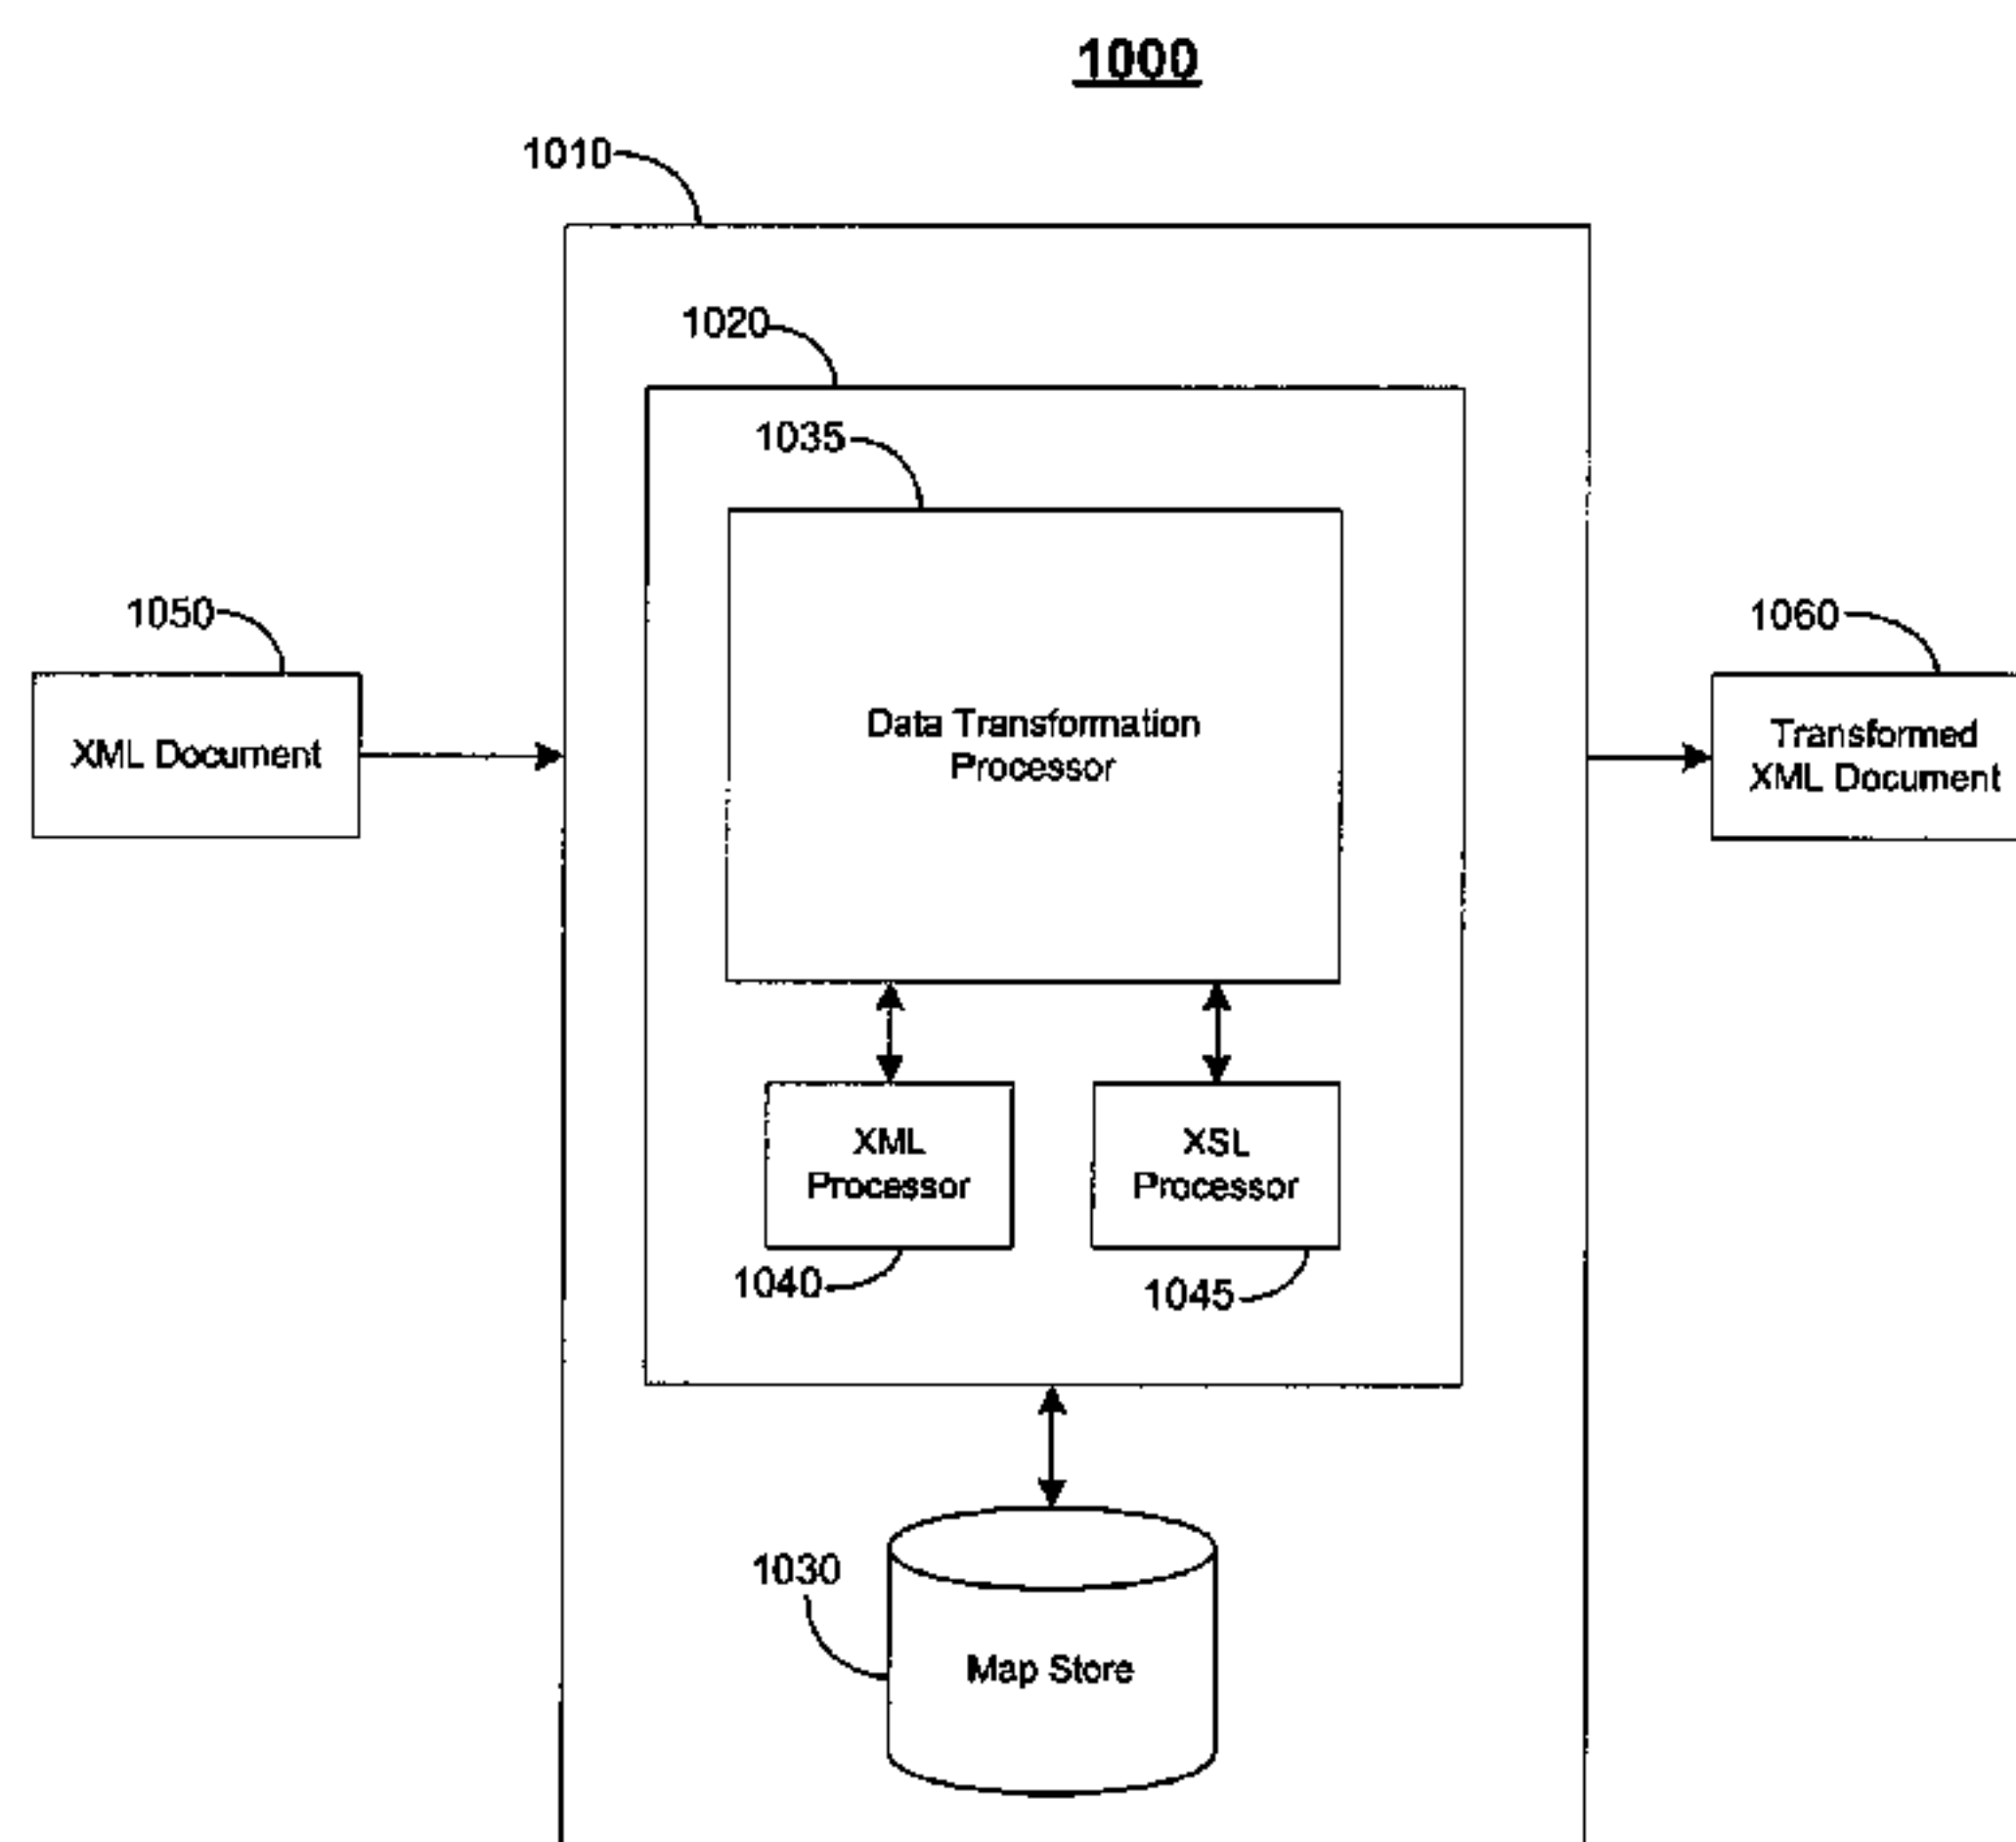 1000
1010
1020
1035
1050
1060
XML Document
Data Transformation
Processor
Transformed
XML Document
XML
Processor
XSL
Processor
1040
1045
1030
Map Store